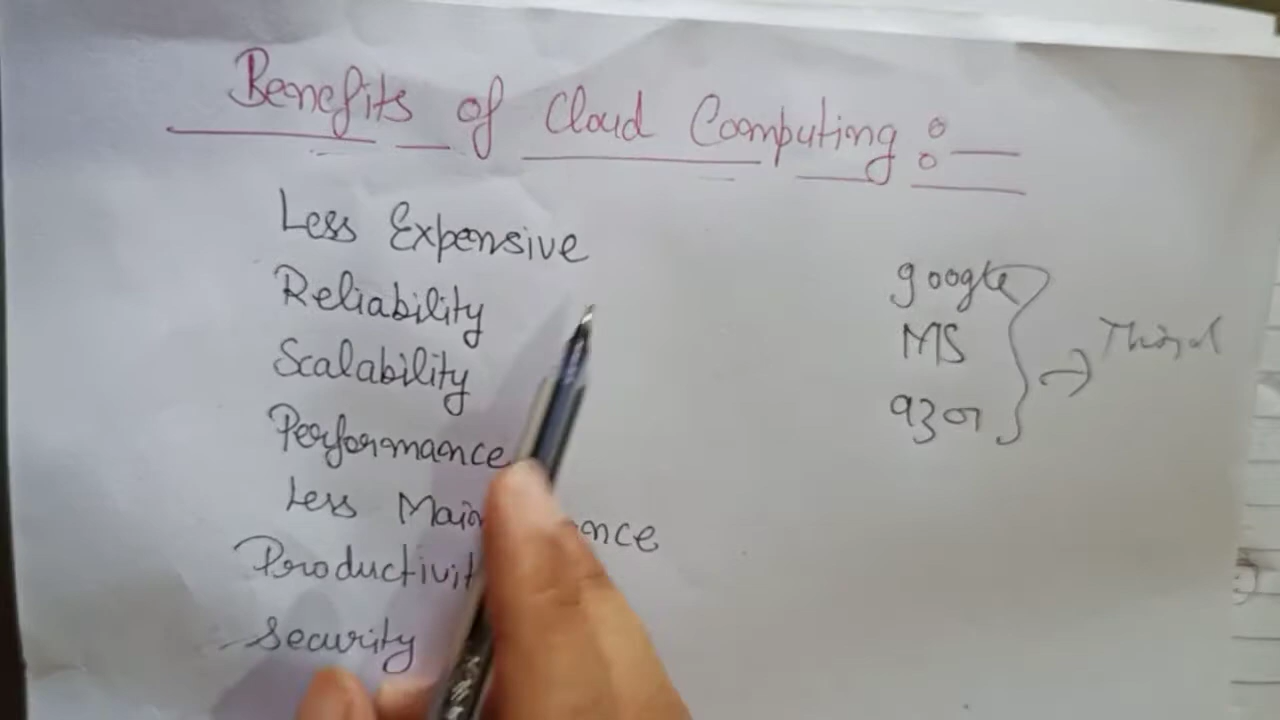 Benefits of Cloud Computing :-
Less Expensive
Reliability
Scalability
Performance
Less
Security
google
MS